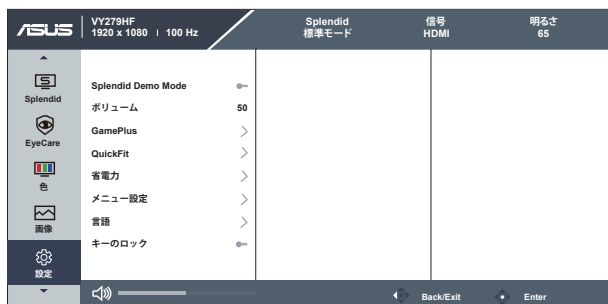 ASUS
VY279HF
1920 x 1080 | 100 Hz
Splendid
標準モード
信号
HDMI
明るさ
65
Splendid
EyeCare
色
画像
設定
Splendid Demo Mode
ボリューム 50
GamePlus
QuickFit
省電力
メニュー設定
言語
キーのロック
Back/Exit
Enter